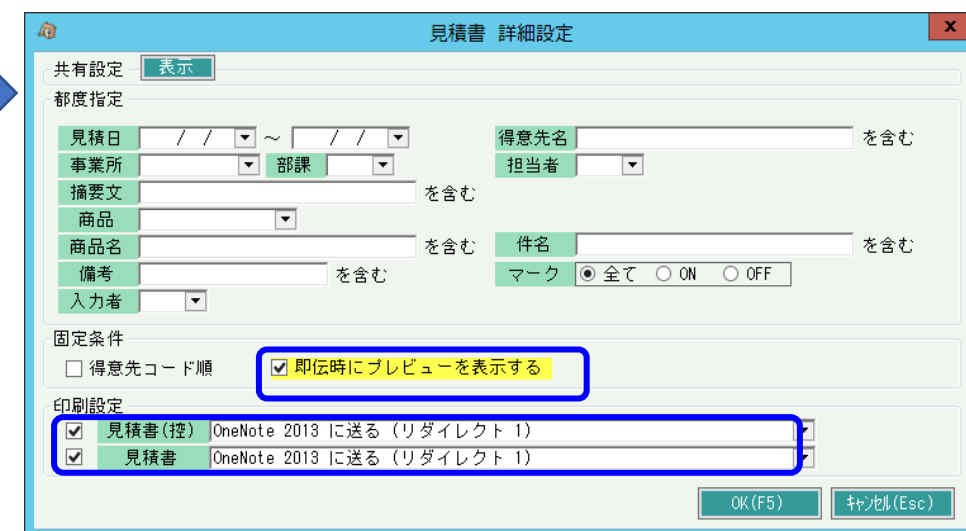 見積書 詳細設定 x
共有設定 表示
都度指定
見積日 / / ～ / / 得意先名 を含む
事業所 部課 担当者
摘要文 を含む
商品
商品名 を含む 件名 を含む
備考 を含む マーク 全て ON OFF
入力者
固定条件
得意先コード順 即伝時にプレビューを表示する
印刷設定
見積書(控) OneNote 2013 に送る (リダイレクト 1)
見積書 OneNote 2013 に送る (リダイレクト 1)
OK(F5) ｷｬﾝｾﾙ(Esc)